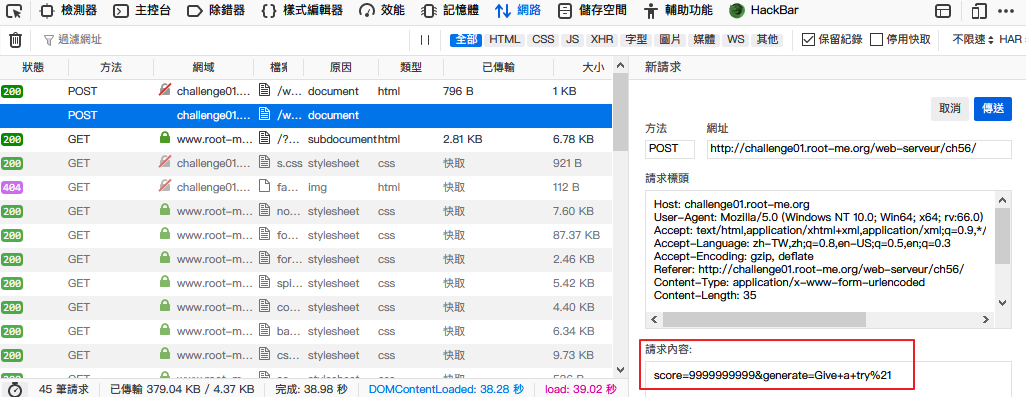 檢測器 主控台 除錯器 樣式編輯器 效能 記憶體 網路 儲存空間 輔助功能 HackBar
過濾網址 全部 HTML CSS JS XHR 字型 圖片 媒體 WS 其他 保留紀錄 停用快取 不限速 HAR
狀態 方法 網域 檔案 原因 類型 已傳輸 大小
200 POST challenge01.... /w... document html 796 B 1 KB
POST challenge01.... /w... document
200 GET www.root-m... /?... subdocument html 2.81 KB 6.78 KB
200 GET challenge01.... s.css stylesheet css 快取 921 B
404 GET challenge01.... fa... img html 快取 112 B
200 GET www.root-m... no... stylesheet css 快取 7.60 KB
200 GET www.root-m... fo... stylesheet css 快取 87.37 KB
200 GET www.root-m... for... stylesheet css 快取 2.46 KB
200 GET www.root-m... spi... stylesheet css 快取 5.42 KB
200 GET www.root-m... co... stylesheet css 快取 4.40 KB
200 GET www.root-m... ba... stylesheet css 快取 6.34 KB
200 GET www.root-m... cs... stylesheet css 快取 9.73 KB
45 筆請求 已傳輸 379.04 KB / 4.37 KB 完成: 38.98 秒 DOMContentLoaded: 38.28 秒 load: 39.02 秒
新請求
取消 傳送
方法 網址
POST http://challenge01.root-me.org/web-serveur/ch56/
請求標頭
Host: challenge01.root-me.org
User-Agent: Mozilla/5.0 (Windows NT 10.0; Win64; x64; rv:66.0)
Accept: text/html,application/xhtml+xml,application/xml;q=0.9,*/
Accept-Language: zh-TW,zh;q=0.8,en-US;q=0.5,en;q=0.3
Accept-Encoding: gzip, deflate
Referer: http://challenge01.root-me.org/web-serveur/ch56/
Content-Type: application/x-www-form-urlencoded
Content-Length: 35
請求內容:
score=9999999999&generate=Give+a+try%21